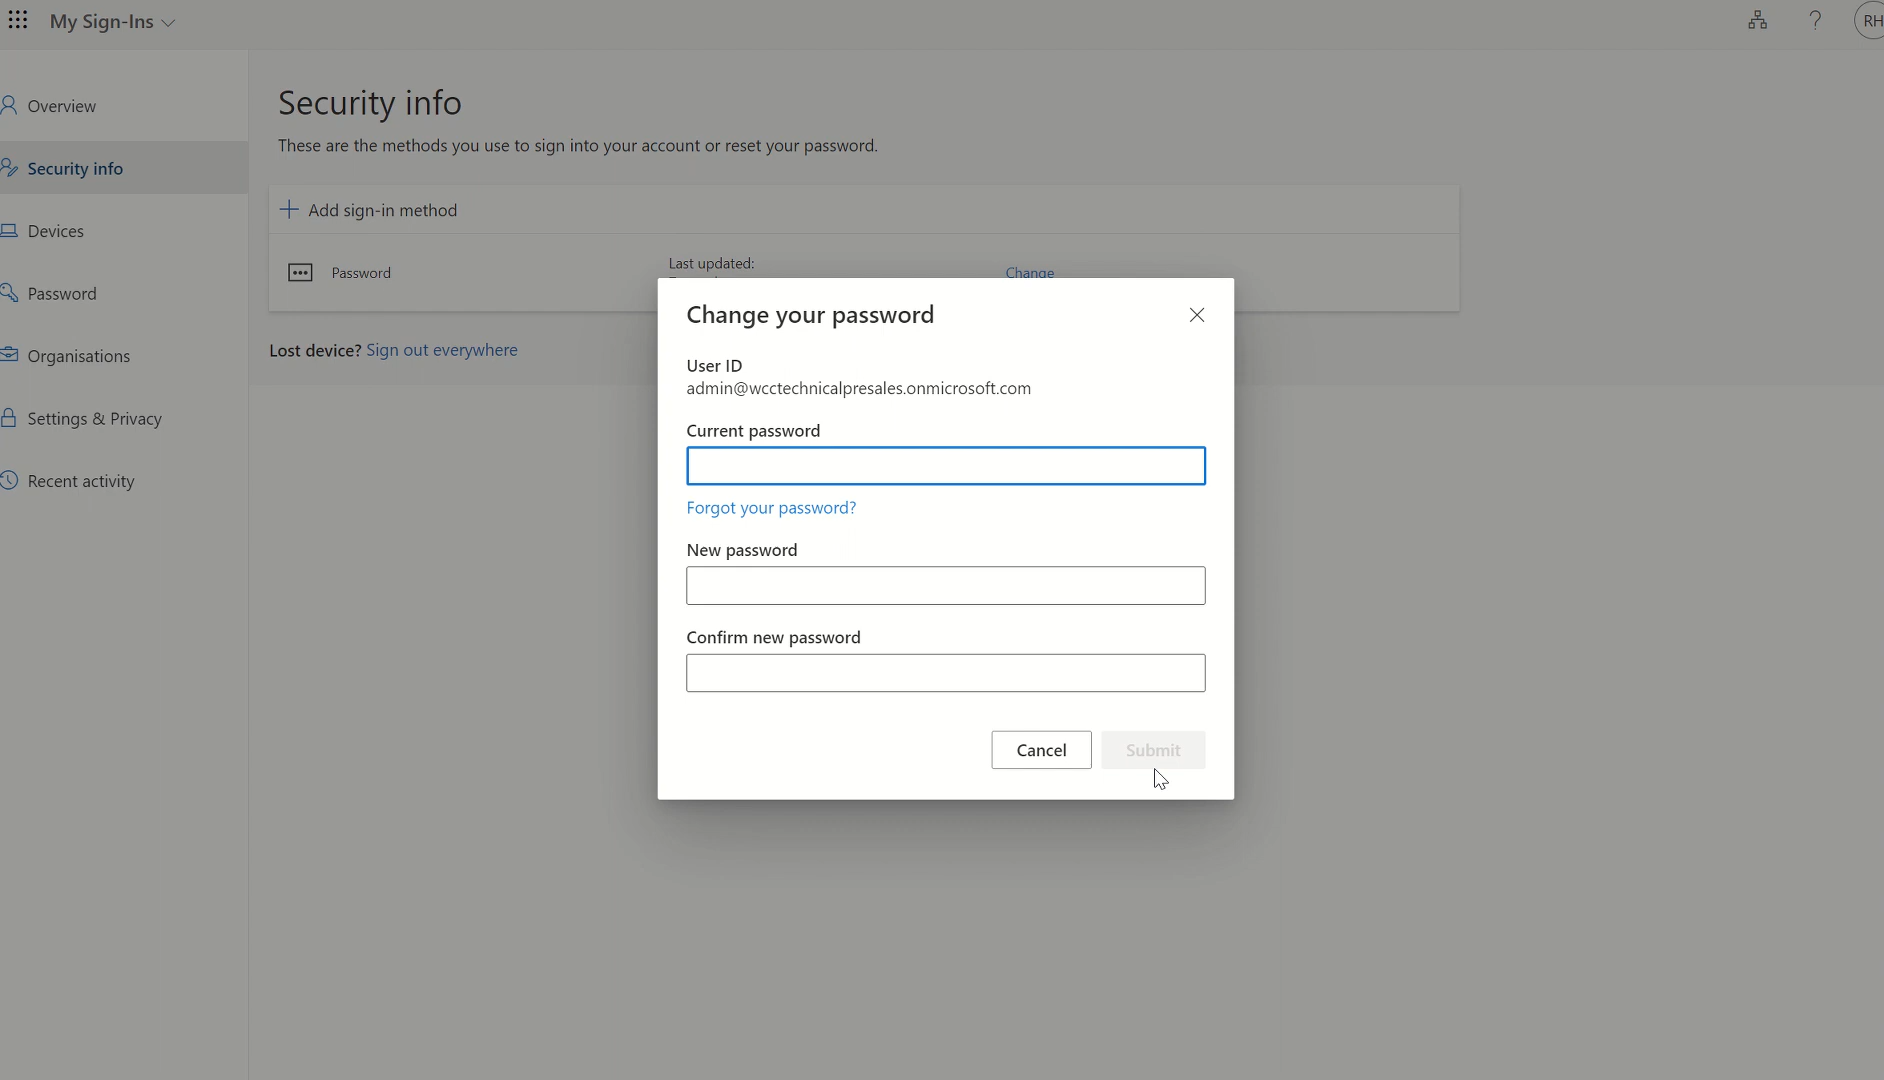 My Sign-Ins
?
RH
Overview
Security info
Devices
Password
Organisations
Settings & Privacy
Recent activity
Security info
These are the methods you use to sign into your account or reset your password.
Add sign-in method
Password
Last updated:
Change
Lost device? Sign out everywhere
Change your password
User ID
admin@wcctechnicalpresales.onmicrosoft.com
Current password
Forgot your password?
New password
Confirm new password
Cancel
Submit